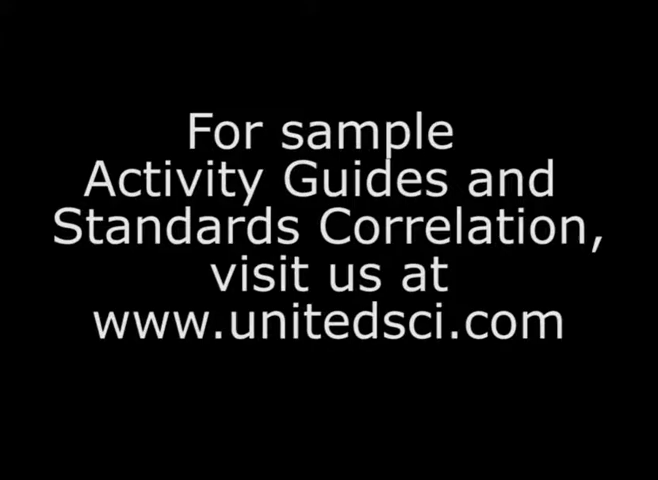 For sample
Activity Guides and
Standards Correlation,
visit us at
www.unitedsci.com